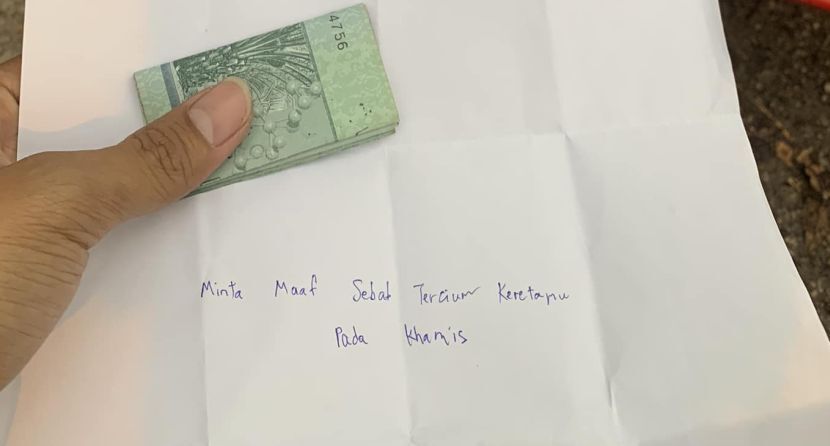 4756
Minta Maaf Sebab Tercium Keretamu
Pada Khamis